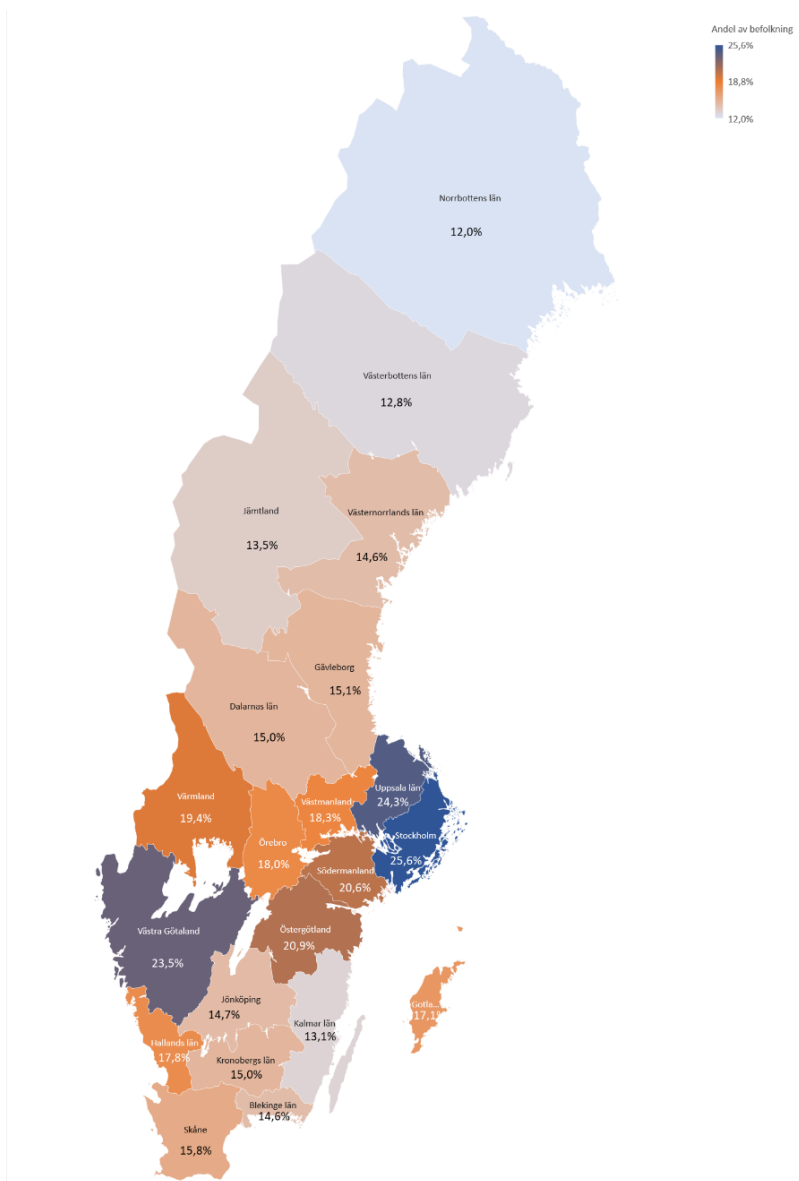 Andel av befolkning
25,6%
18,8%
12,0%
Norrbottens län
12,0%
Västerbottens län
12,8%
Jämtland
13,5%
Västernorrlands län
14,6%
Gävleborg
15,1%
Dalarnas län
15,0%
Värmland
19,4%
Västmanland
18,3%
Uppsala län
24,3%
Stockholm
25,6%
Örebro
18,0%
Södermanland
20,6%
Västra Götaland
23,5%
Östergötland
20,9%
Jönköping
14,7%
Kalmar län
13,1%
Gotla...
17,1%
Hallands län
17,8%
Kronobergs län
15,0%
Blekinge län
14,6%
Skåne
15,8%